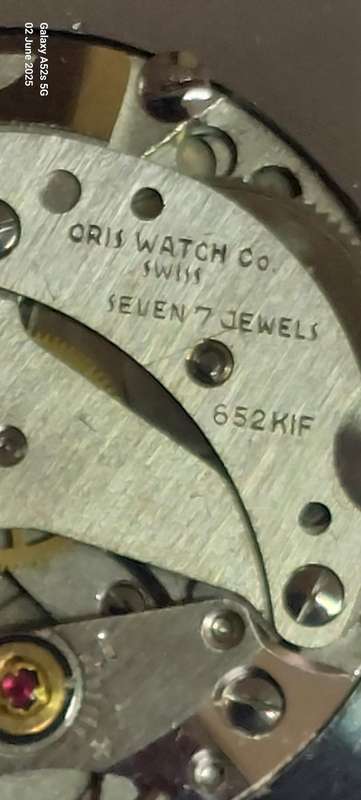 Galaxy A52s 5G
02 June 2025
ORIS WATCH Co.
SWISS
SEVEN 7 JEWELS
652KIF